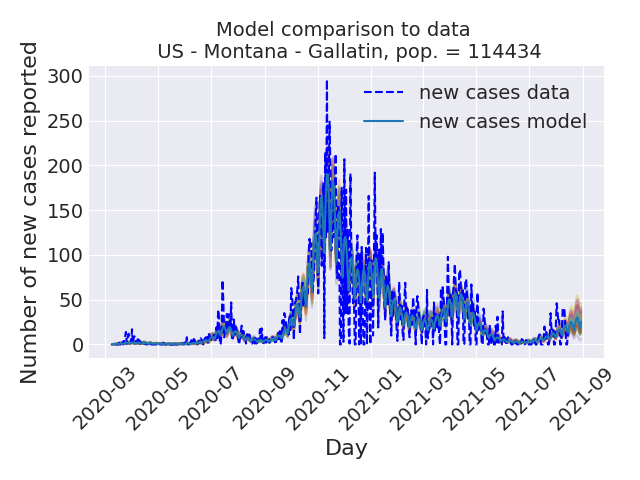 Model comparison to data
US - Montana - Gallatin, pop. = 114434
Number of new cases reported
300
250
200
150
100
50
0
new cases data
new cases model
2020-03
2020-05
2020-07
2020-09
2020-11
2021-01
2021-03
2021-05
2021-07
2021-09
Day